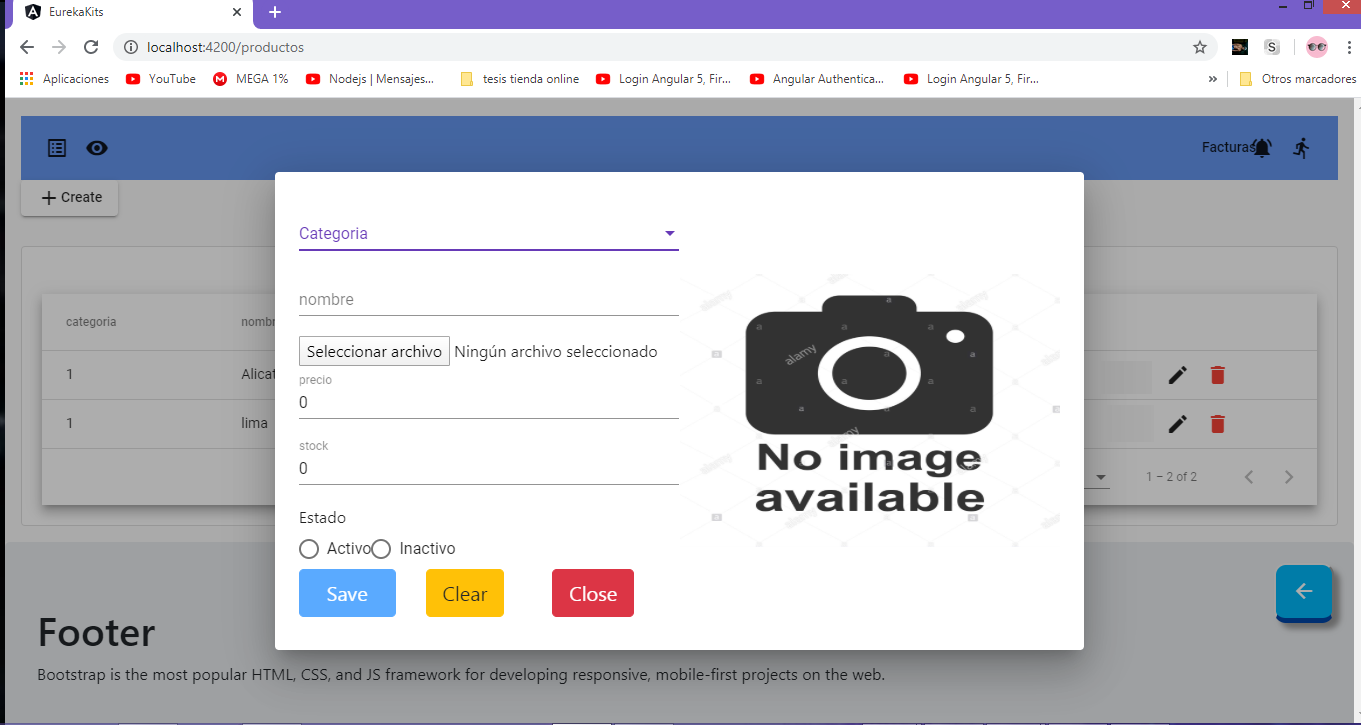 EurekaKits
localhost:4200/productos
S
Aplicaciones
YouTube
MEGA 1%
Nodejs | Mensajes...
tesis tienda online
Login Angular 5, Fir...
Angular Authentica...
Login Angular 5, Fir...
»
Otros marcadores
Facturas
+ Create
categoria
1 Alicat
1 lima
1 – 2 of 2
Categoria
nombre
Seleccionar archivo Ningún archivo seleccionado
precio
0
stock
0
Estado
Activo
Inactivo
Save
Clear
Close
alamy
No image
available
Footer
Bootstrap is the most popular HTML, CSS, and JS framework for developing responsive, mobile-first projects on the web.